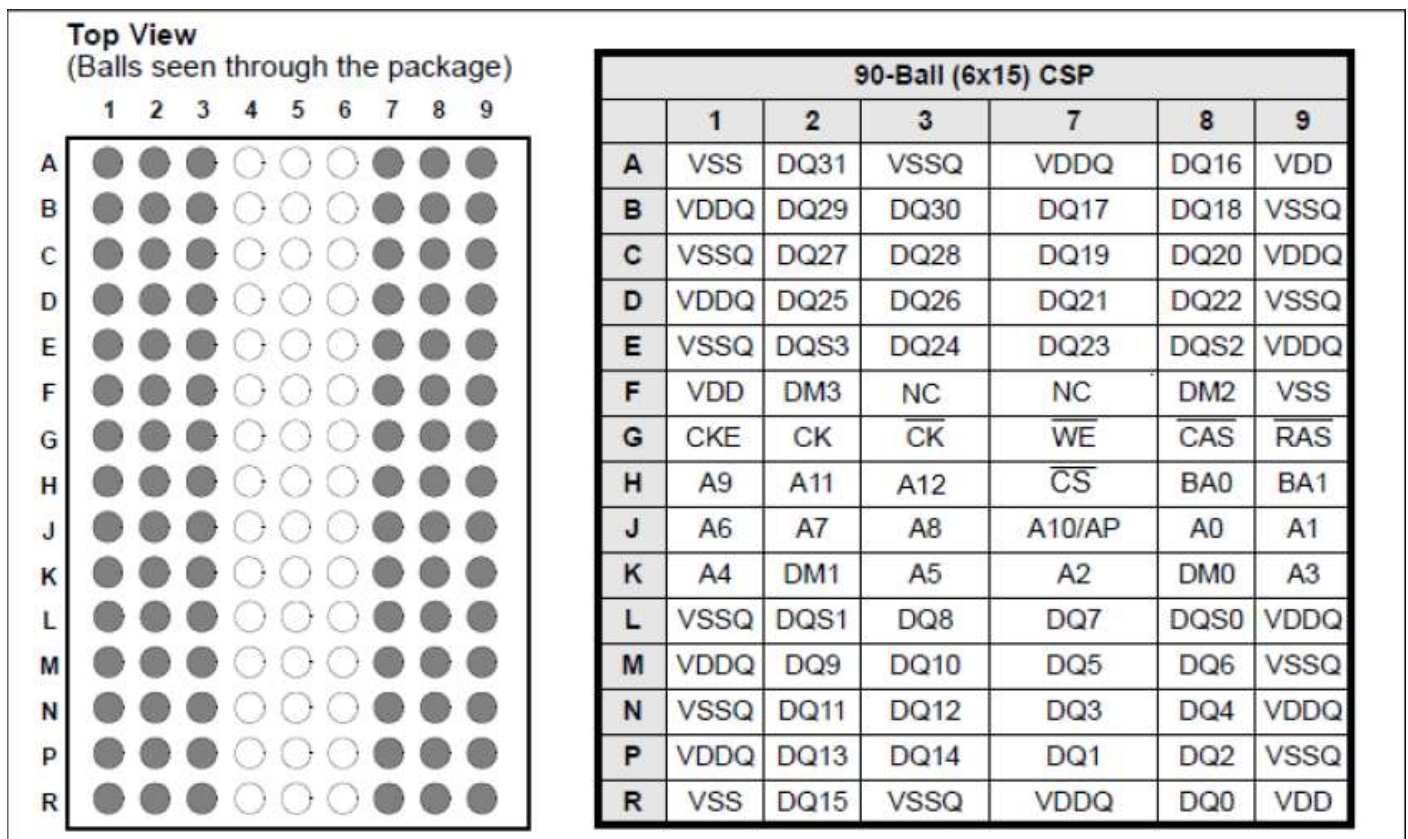 Top View
(Balls seen through the package)
1 2 3 4 5 6 7 8 9
A
B
C
D
E
F
G
H
J
K
L
M
N
P
R
90-Ball (6x15) CSP
1 2 3 7 8 9
A VSS DQ31 VSSQ VDDQ DQ16 VDD
B VDDQ DQ29 DQ30 DQ17 DQ18 VSSQ
C VSSQ DQ27 DQ28 DQ19 DQ20 VDDQ
D VDDQ DQ25 DQ26 DQ21 DQ22 VSSQ
E VSSQ DQS3 DQ24 DQ23 DQS2 VDDQ
F VDD DM3 NC NC DM2 VSS
G CKE CK C̅K̅ W̅E̅ C̅A̅S̅ R̅A̅S̅
H A9 A11 A12 C̅S̅ BA0 BA1
J A6 A7 A8 A10/AP A0 A1
K A4 DM1 A5 A2 DM0 A3
L VSSQ DQS1 DQ8 DQ7 DQS0 VDDQ
M VDDQ DQ9 DQ10 DQ5 DQ6 VSSQ
N VSSQ DQ11 DQ12 DQ3 DQ4 VDDQ
P VDDQ DQ13 DQ14 DQ1 DQ2 VSSQ
R VSS DQ15 VSSQ VDDQ DQ0 VDD